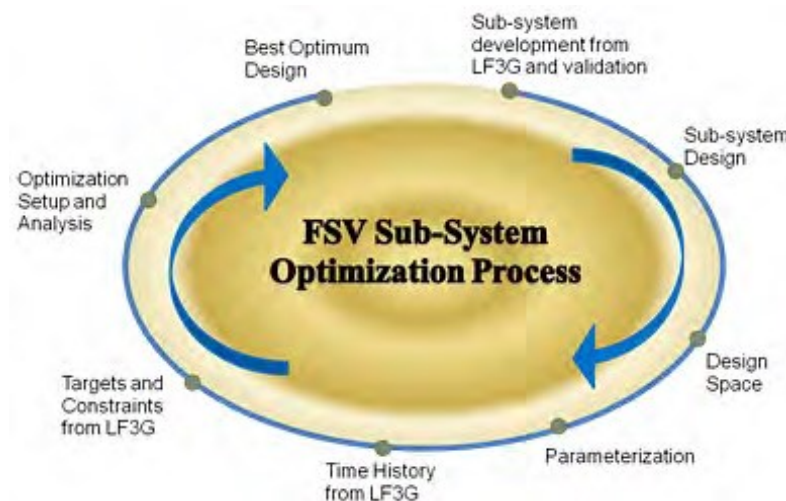 Best Optimum
Design
Sub-system
development from
LF3G and validation
Sub-system
Design
Optimization
Setup and
Analysis
FSV Sub-System
Optimization Process
Design
Space
Targets and
Constraints
from LF3G
Parameterization
Time History
from LF3G